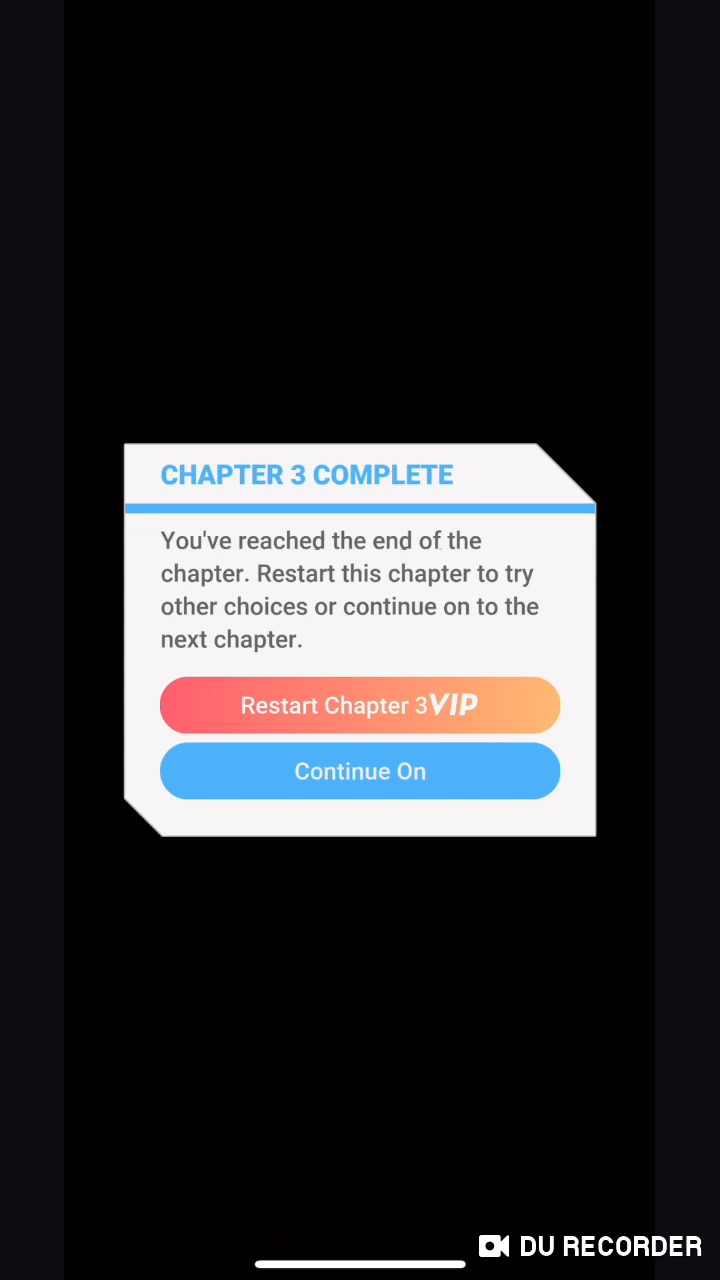 CHAPTER 3 COMPLETE
You've reached the end of the
chapter. Restart this chapter to try
other choices or continue on to the
next chapter.
Restart Chapter 3VIP
Continue On
DU RECORDER